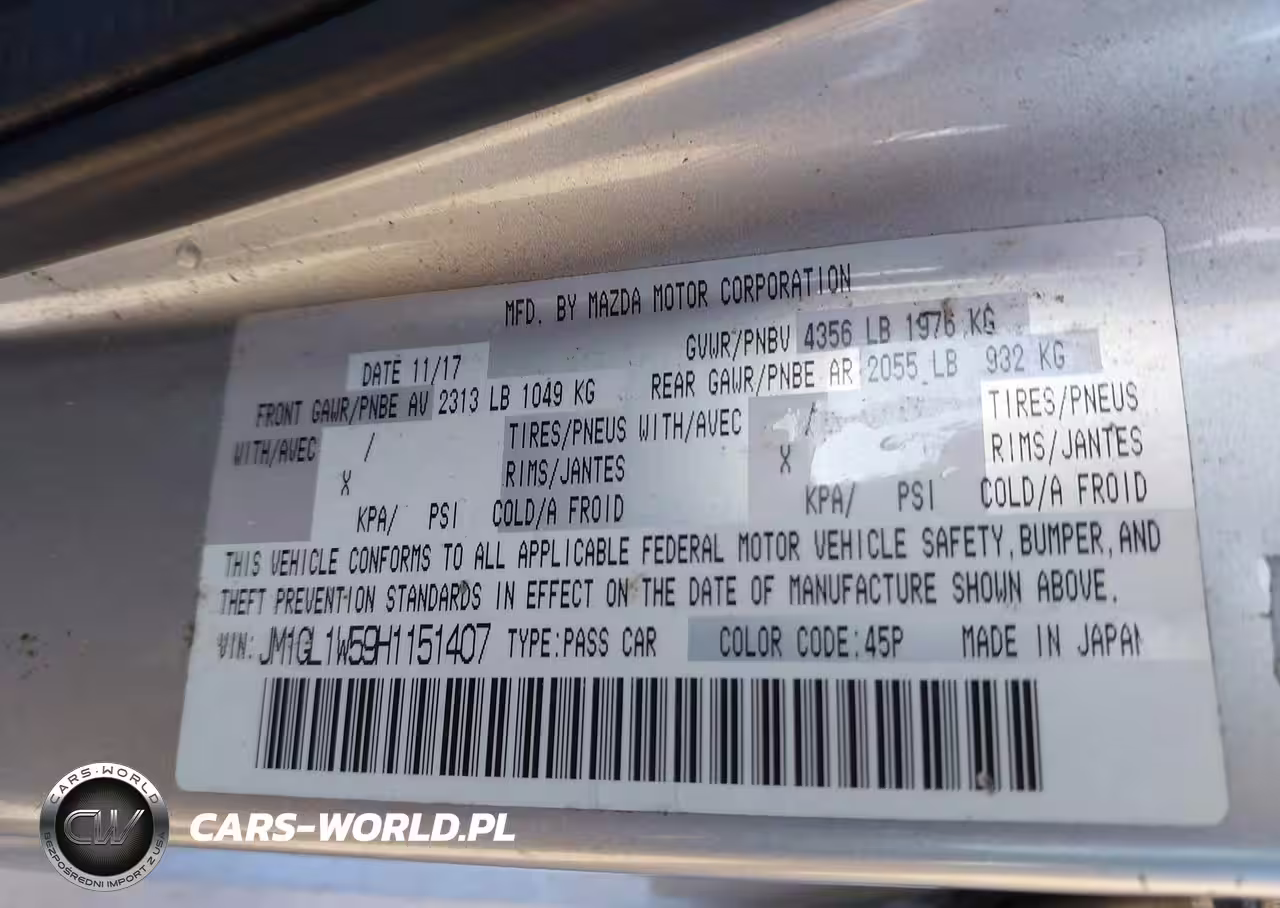 MFD. BY MAZDA MOTOR CORPORATION
DATE 11/17 GVWR/PNBV 4356 LB 1976 KG
FRONT GAWR/PNBE AV 2313 LB 1049 KG REAR GAWR/PNBE AR 2055 LB 932 KG
WITH/AVEC / TIRES/PNEUS WITH/AVEC / TIRES/PNEUS
X RIMS/JANTES X RIMS/JANTES
KPA/ PSI COLD/A FROID KPA/ PSI COLD/A FROID
THIS VEHICLE CONFORMS TO ALL APPLICABLE FEDERAL MOTOR VEHICLE SAFETY, BUMPER, AND
THEFT PREVENTION STANDARDS IN EFFECT ON THE DATE OF MANUFACTURE SHOWN ABOVE.
VIN: JM1GL1W59H1151407 TYPE:PASS CAR COLOR CODE:45P MADE IN JAPAN
CARS-WORLD
CW
BEZPOŚREDNI IMPORT Z USA
CARS-WORLD.PL